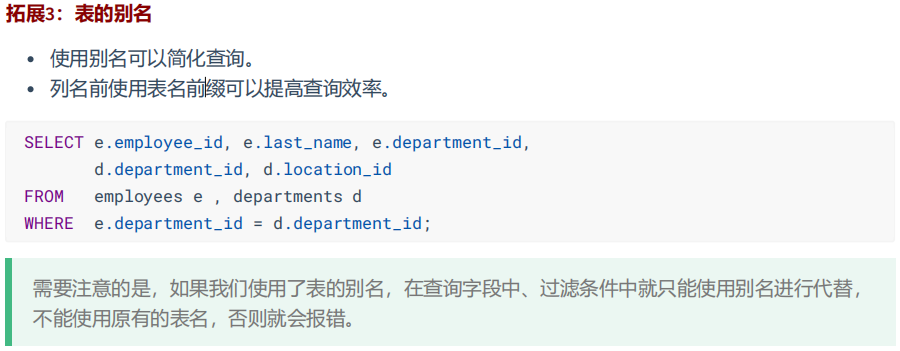 拓展3：表的别名
• 使用别名可以简化查询。
• 列名前使用表名前缀可以提高查询效率。
SELECT e.employee_id, e.last_name, e.department_id,
       d.department_id, d.location_id
FROM   employees e , departments d
WHERE  e.department_id = d.department_id;
需要注意的是，如果我们使用了表的别名，在查询字段中、过滤条件中就只能使用别名进行代替，
不能使用原有的表名，否则就会报错。